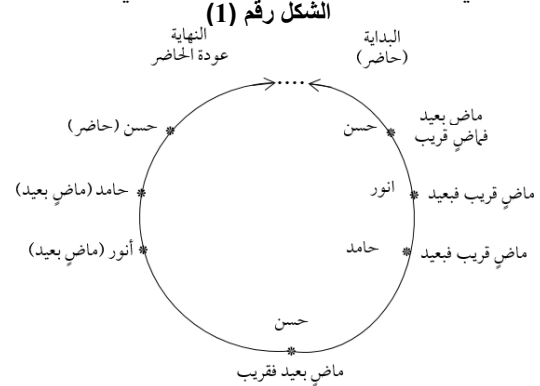 الشكل رقم (1)
البداية
(حاضر)
النهاية
عودة الحاضر
ماض بعيد
فماضٍ قريب
حسن
حسن (حاضر)
ماضٍ قريب فبعيد
انور
حامد (ماضٍ بعيد)
ماضٍ قريب فبعيد
حامد
أنور (ماضٍ بعيد)
حسن
ماضٍ بعيد فقريب